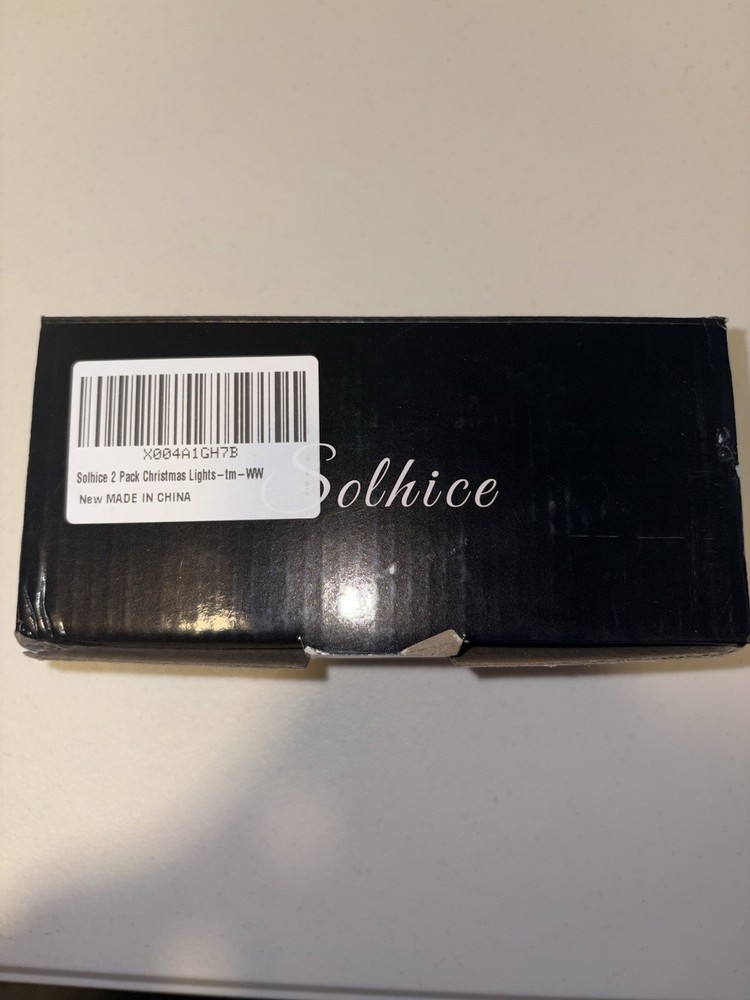 X004A1GH7B
Solhice 2 Pack Christmas Lights-tm-WW
New MADE IN CHINA
Solhice